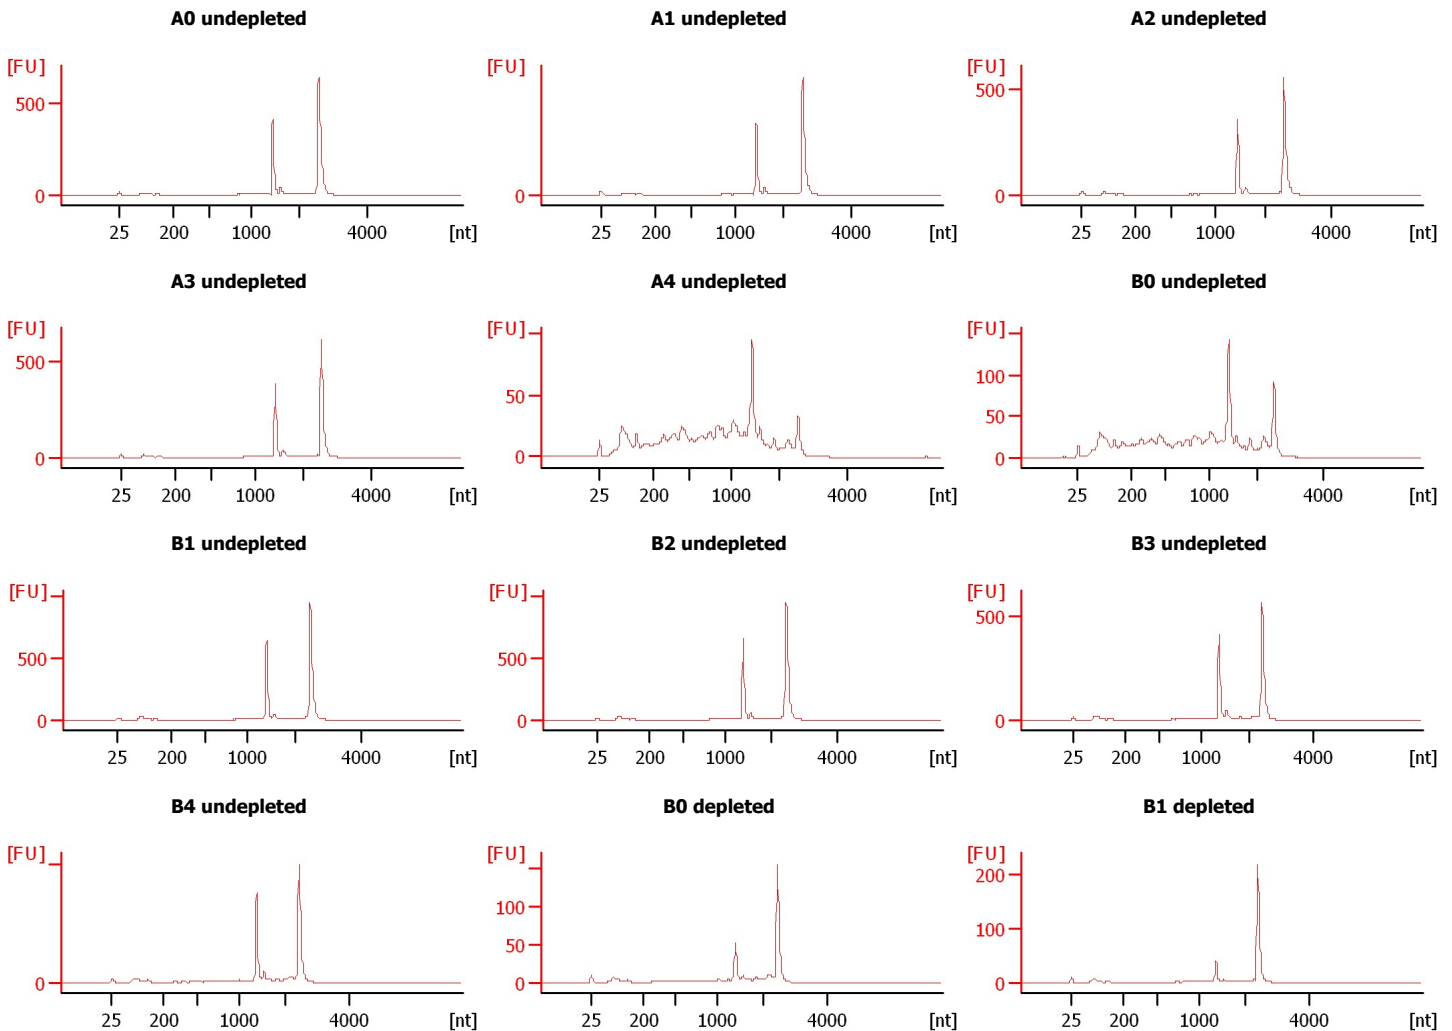 A0 undepleted
A1 undepleted
A2 undepleted
[FU]
500
0
25 200 1000 4000 [nt]
[FU]
0
25 200 1000 4000 [nt]
[FU]
500
0
25 200 1000 4000 [nt]
A3 undepleted
A4 undepleted
B0 undepleted
[FU]
500
0
25 200 1000 4000 [nt]
[FU]
50
0
25 200 1000 4000 [nt]
[FU]
100
50
0
25 200 1000 4000 [nt]
B1 undepleted
B2 undepleted
B3 undepleted
[FU]
500
0
25 200 1000 4000 [nt]
[FU]
500
0
25 200 1000 4000 [nt]
[FU]
500
0
25 200 1000 4000 [nt]
B4 undepleted
B0 depleted
B1 depleted
[FU]
0
25 200 1000 4000 [nt]
[FU]
100
50
0
25 200 1000 4000 [nt]
[FU]
200
100
0
25 200 1000 4000 [nt]